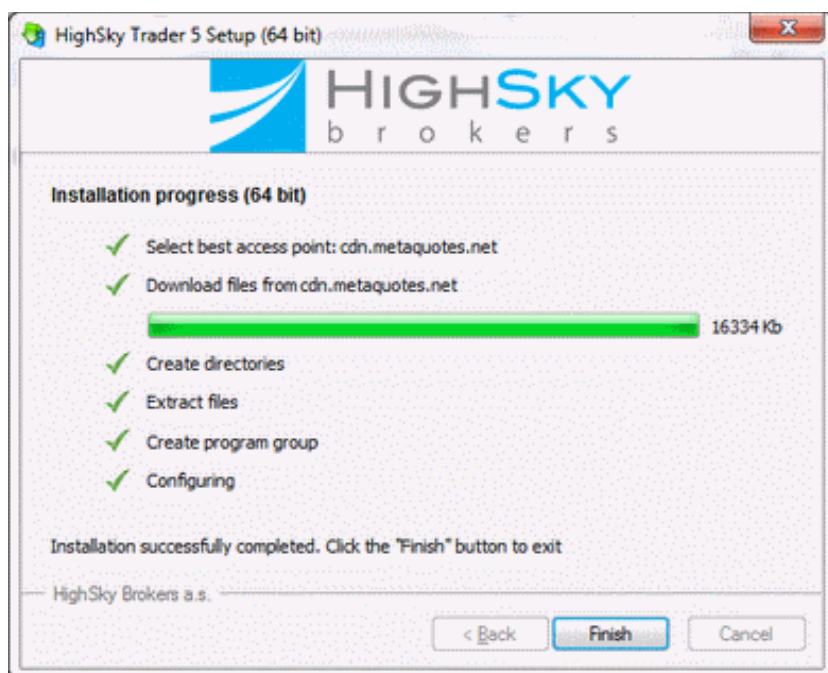 HighSky Trader 5 Setup (64 bit)
HIGHSKY
brokers
Installation progress (64 bit)
Select best access point: cdn.metaquotes.net
Download files from cdn.metaquotes.net
16334 Kb
Create directories
Extract files
Create program group
Configuring
Installation successfully completed. Click the "Finish" button to exit
HighSky Brokers a.s.
< Back Finish Cancel